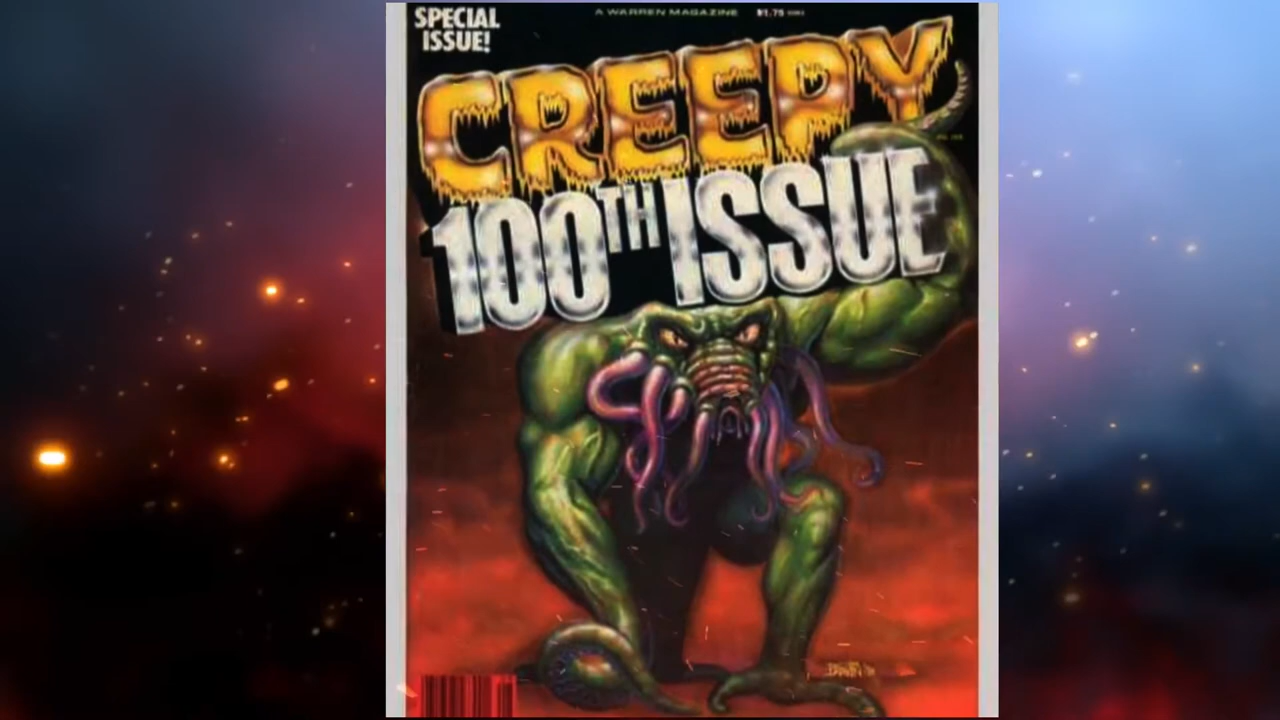 SPECIAL
ISSUE!
A WARREN MAGAZINE $1.75
CREEPY
100TH ISSUE